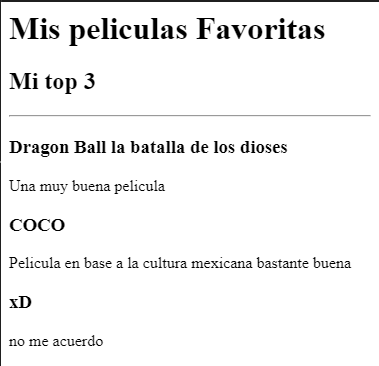 Mis peliculas Favoritas
Mi top 3
Dragon Ball la batalla de los dioses
Una muy buena pelicula
COCO
Pelicula en base a la cultura mexicana bastante buena
xD
no me acuerdo